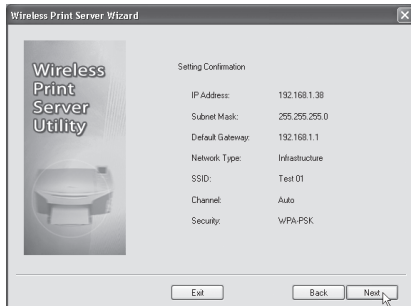 Wireless Print Server Wizard
Wireless
Print
Server
Utility
Setting Confirmation
IP Address: 192.168.1.38
Subnet Mask: 255.255.255.0
Default Gateway: 192.168.1.1
Network Type: Infrastructure
SSID: Test 01
Channel: Auto
Security: WPA-PSK
Exit Back Next